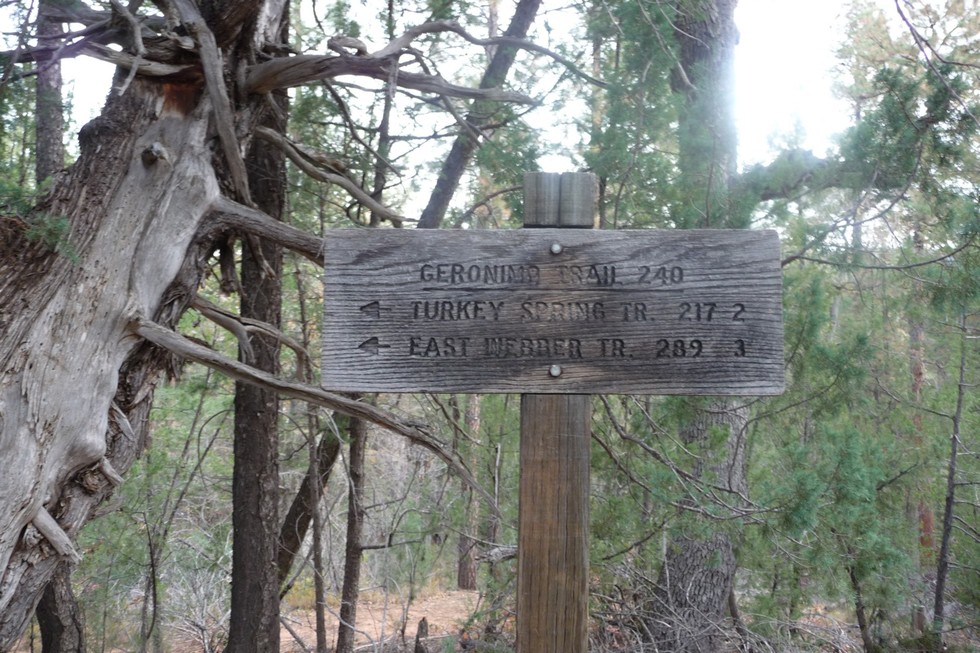 GERONIMO TRAIL 240
TURKEY SPRING TR. 217 2
EAST WEBBER TR. 289 3